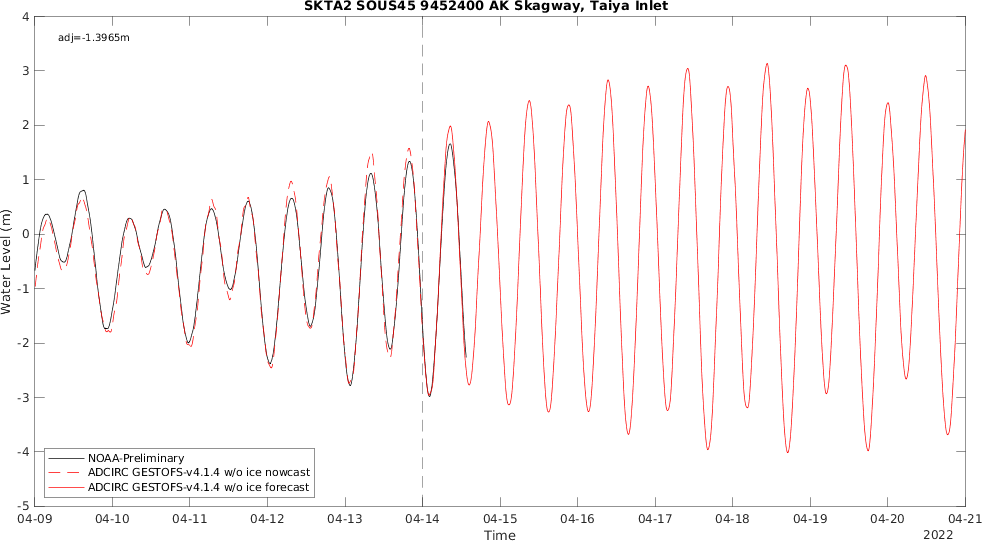 SKTA2 SOUS45 9452400 AK Skagway, Taiya Inlet
adj=-1.3965m
Water Level (m)
4
3
2
1
0
-1
-2
-3
-4
-5
NOAA-Preliminary
ADCIRC GESTOFS-v4.1.4 w/o ice nowcast
ADCIRC GESTOFS-v4.1.4 w/o ice forecast
04-09 04-10 04-11 04-12 04-13 04-14 04-15 04-16 04-17 04-18 04-19 04-20 04-21
Time
2022